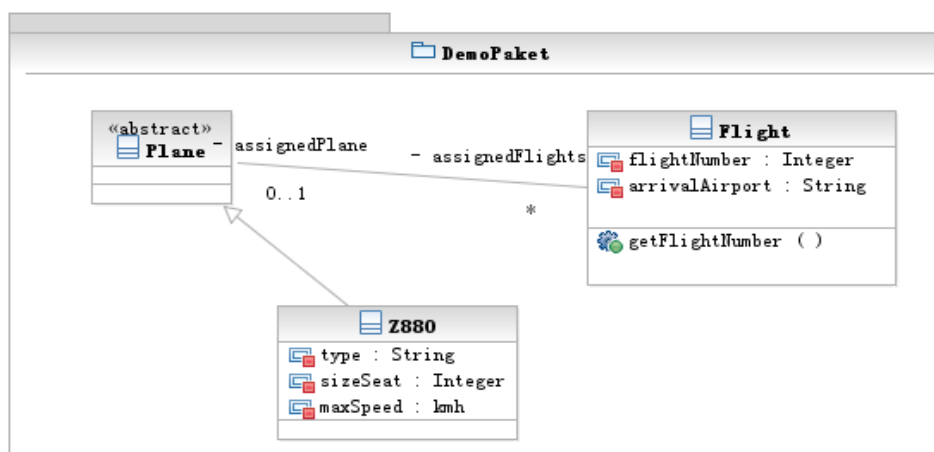 DemoPaket
«abstract»
Plane
- assignedPlane
0..1
- assignedFlights
*
Flight
flightNumber : Integer
arrivalAirport : String
getFlightNumber ( )
Z880
type : String
sizeSeat : Integer
maxSpeed : kmh